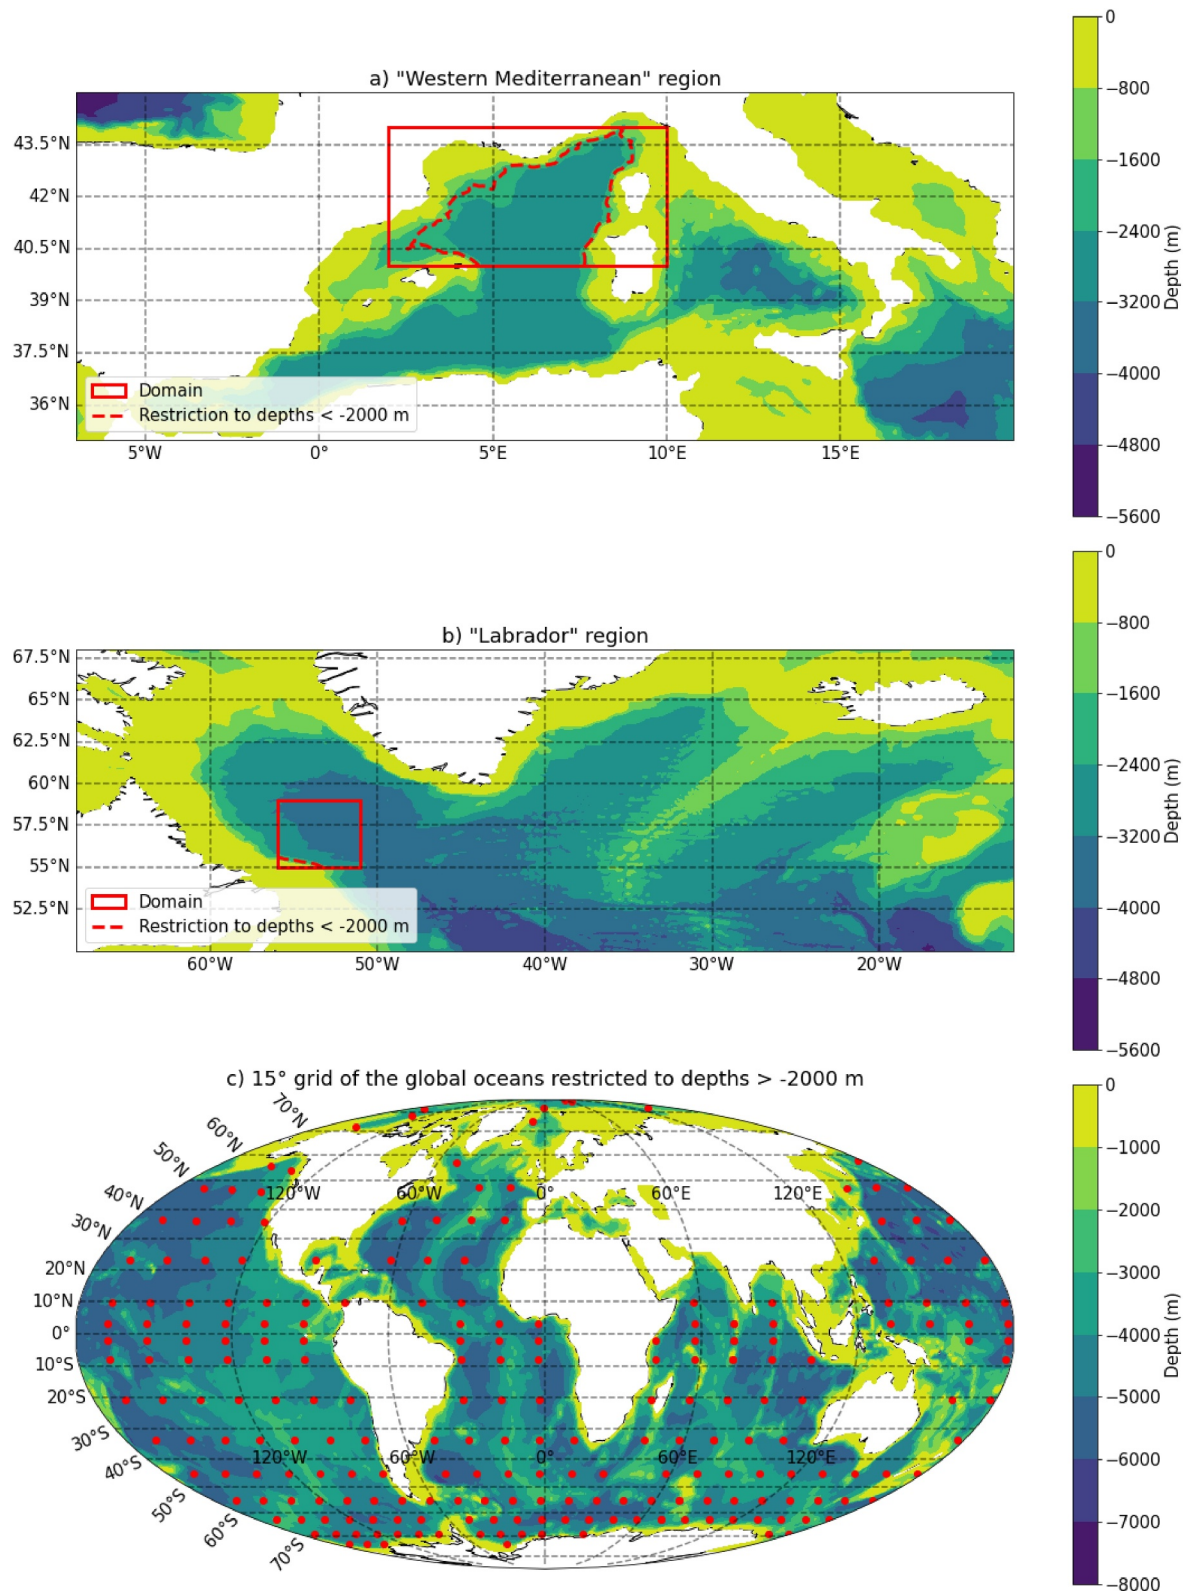 a) "Western Mediterranean" region
43.5°N
42°N
40.5°N
39°N
37.5°N
36°N
Domain
Restriction to depths < -2000 m
5°W 0° 5°E 10°E 15°E
0
−800
−1600
−2400
−3200
−4000
−4800
−5600
Depth (m)
b) "Labrador" region
67.5°N
65°N
62.5°N
60°N
57.5°N
55°N
52.5°N
Domain
Restriction to depths < -2000 m
60°W 50°W 40°W 30°W 20°W
0
−800
−1600
−2400
−3200
−4000
−4800
−5600
Depth (m)
c) 15° grid of the global oceans restricted to depths > -2000 m
70°N
60°N
50°N
40°N
30°N
20°N
10°N
0°
10°S
20°S
30°S
40°S
50°S
60°S
70°S
120°W 60°W 0° 60°E 120°E
120°W 60°W 0° 60°E 120°E
0
−1000
−2000
−3000
−4000
−5000
−6000
−7000
−8000
Depth (m)